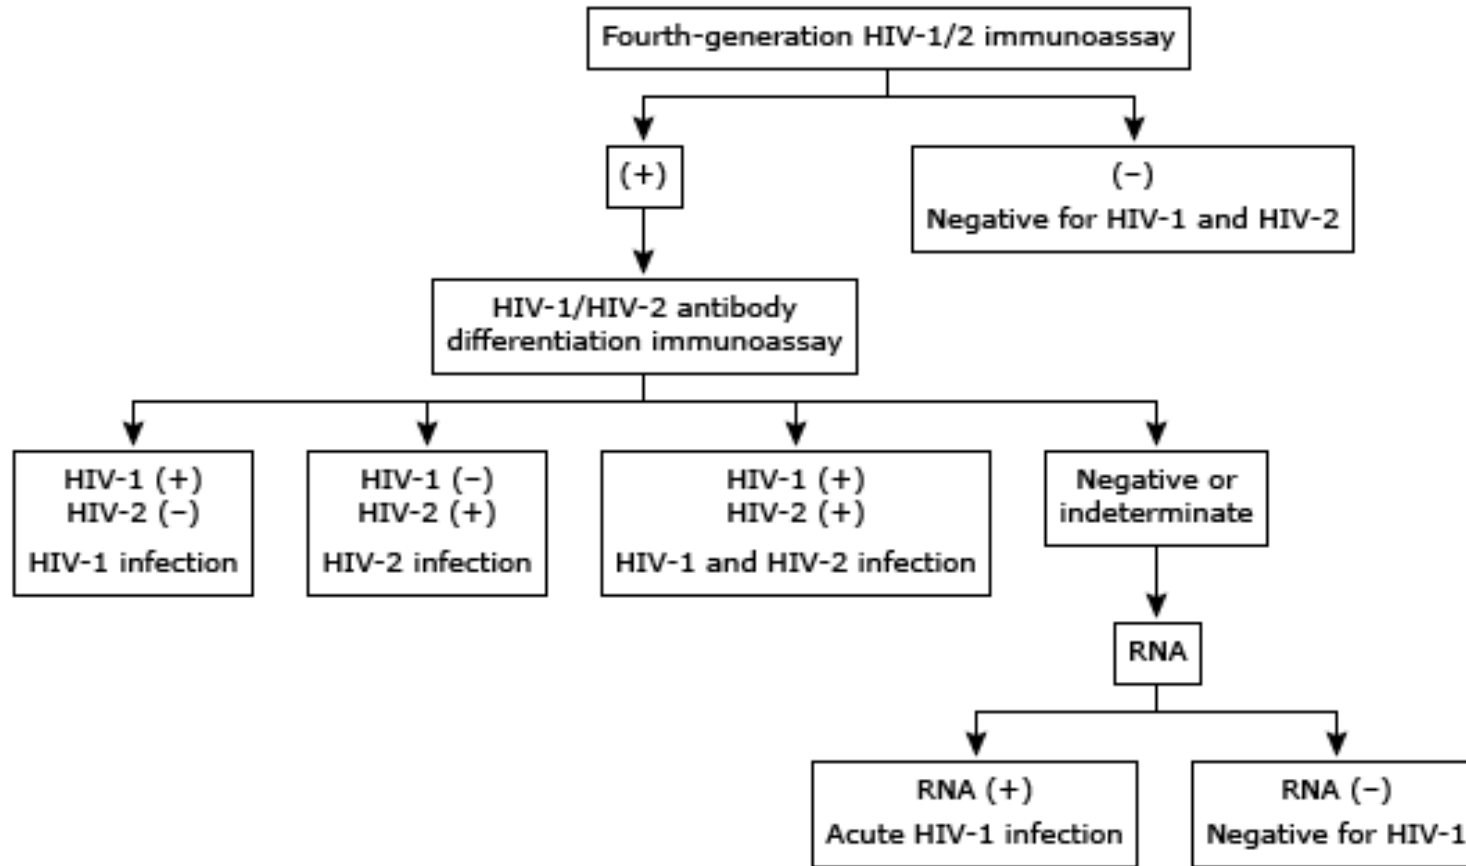 Fourth-generation HIV-1/2 immunoassay
(+)
(–)
Negative for HIV-1 and HIV-2
HIV-1/HIV-2 antibody
differentiation immunoassay
HIV-1 (+)
HIV-2 (–)
HIV-1 infection
HIV-1 (–)
HIV-2 (+)
HIV-2 infection
HIV-1 (+)
HIV-2 (+)
HIV-1 and HIV-2 infection
Negative or
indeterminate
RNA
RNA (+)
Acute HIV-1 infection
RNA (–)
Negative for HIV-1